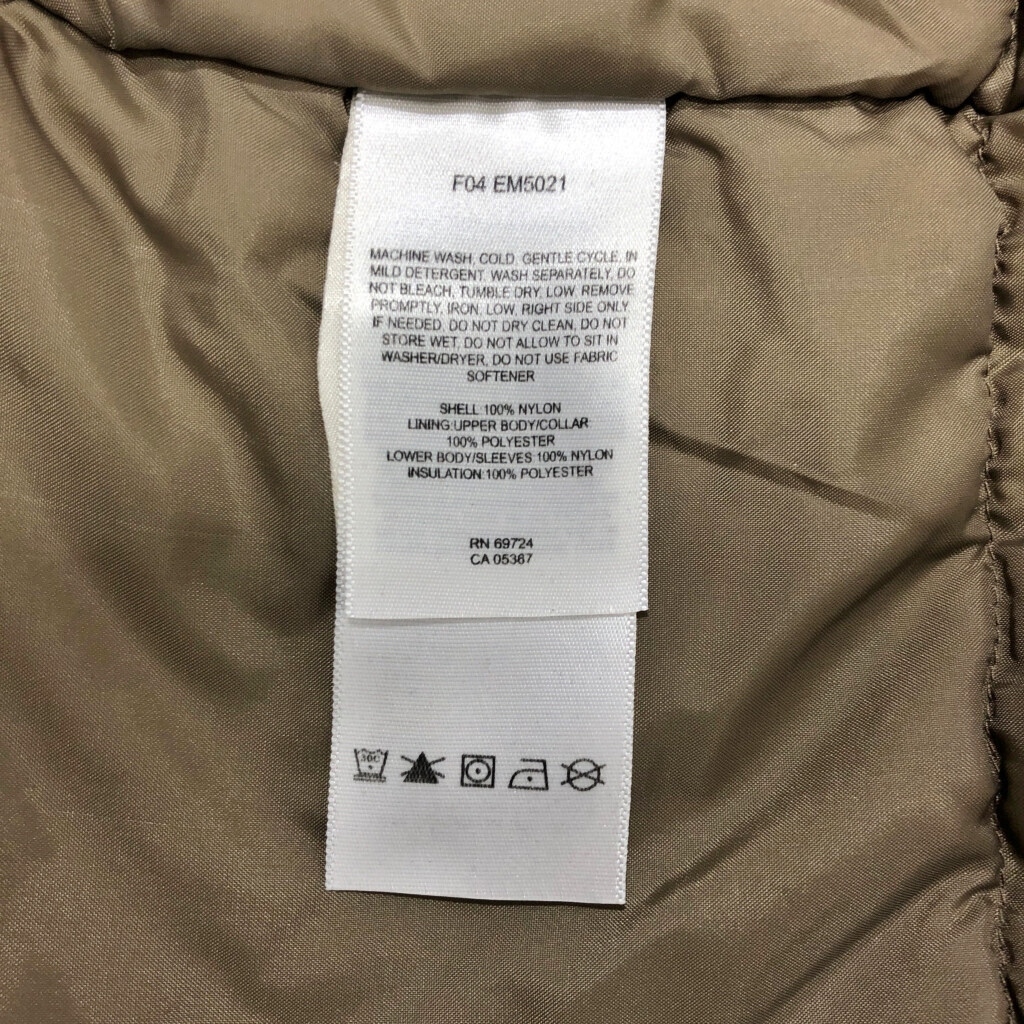 F04 EM5021
MACHINE WASH, COLD, GENTLE CYCLE, IN
MILD DETERGENT, WASH SEPARATELY, DO
NOT BLEACH, TUMBLE DRY, LOW, REMOVE
PROMPTLY, IRON, LOW, RIGHT SIDE ONLY,
IF NEEDED, DO NOT DRY CLEAN, DO NOT
STORE WET, DO NOT ALLOW TO SIT IN
WASHER/DRYER, DO NOT USE FABRIC
SOFTENER
SHELL:100% NYLON
LINING:UPPER BODY/COLLAR:
100% POLYESTER
LOWER BODY/SLEEVES:100% NYLON
INSULATION:100% POLYESTER
RN 69724
CA 05367
30C